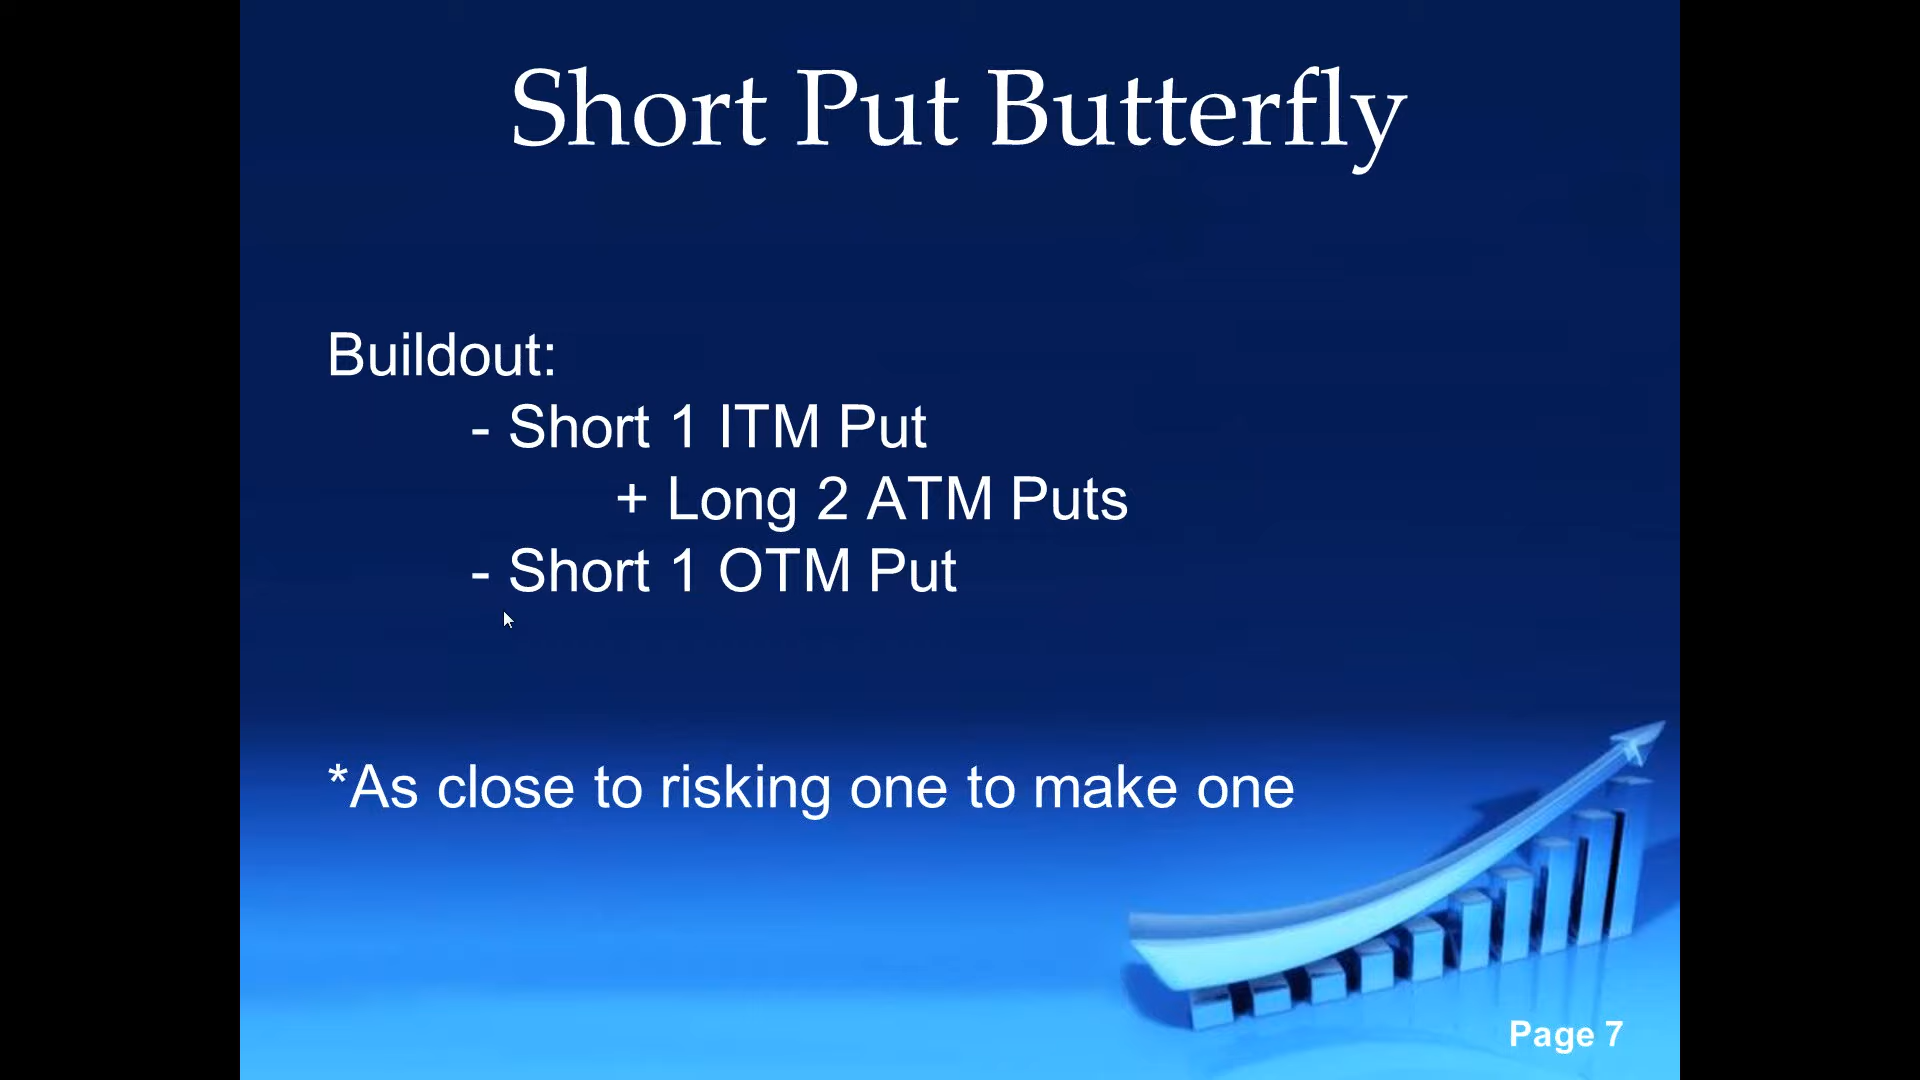 Short Put Butterfly
Buildout:
- Short 1 ITM Put
+ Long 2 ATM Puts
- Short 1 OTM Put
*As close to risking one to make one
Page 7